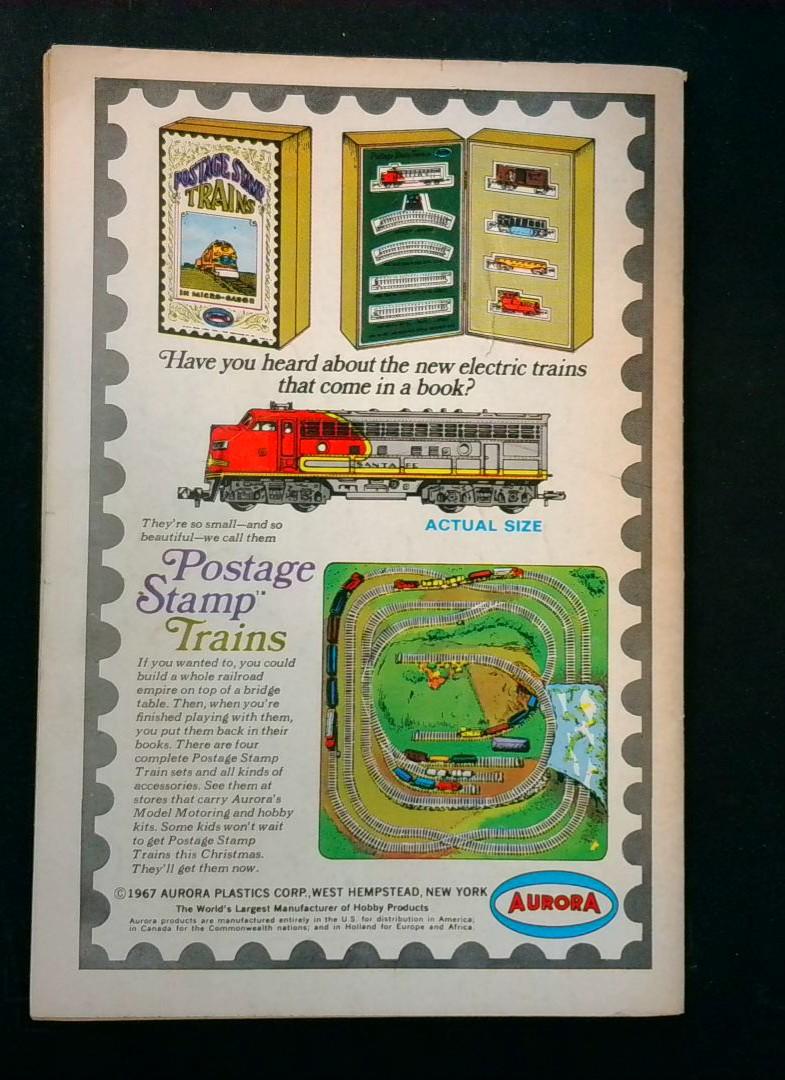 POSTAGE STAMP
TRAINS
IN MICRO-GAUGE
Postage Stamp Trains
Have you heard about the new electric trains
that come in a book?
SANTA FE
They're so small—and so
beautiful—we call them
ACTUAL SIZE
Postage
Stamp™
Trains
If you wanted to, you could
build a whole railroad
empire on top of a bridge
table. Then, when you're
finished playing with them,
you put them back in their
books. There are four
complete Postage Stamp
Train sets and all kinds of
accessories. See them at
stores that carry Aurora's
Model Motoring and hobby
kits. Some kids won't wait
to get Postage Stamp
Trains this Christmas.
They'll get them now.
©1967 AURORA PLASTICS CORP., WEST HEMPSTEAD, NEW YORK
The World's Largest Manufacturer of Hobby Products
Aurora products are manufactured entirely in the U.S. for distribution in America;
in Canada for the Commonwealth nations; and in Holland for Europe and Africa.
AURORA